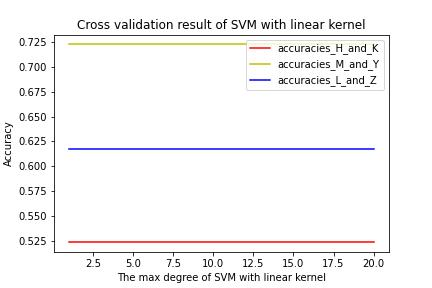 Cross validation result of SVM with linear kernel
accuracies_H_and_K
accuracies_M_and_Y
accuracies_L_and_Z
Accuracy
0.725
0.700
0.675
0.650
0.625
0.600
0.575
0.550
0.525
2.5 5.0 7.5 10.0 12.5 15.0 17.5 20.0
The max degree of SVM with linear kernel